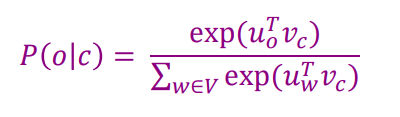 P(o|c) = exp(u_o^T v_c) / ∑_{w∈V} exp(u_w^T v_c)